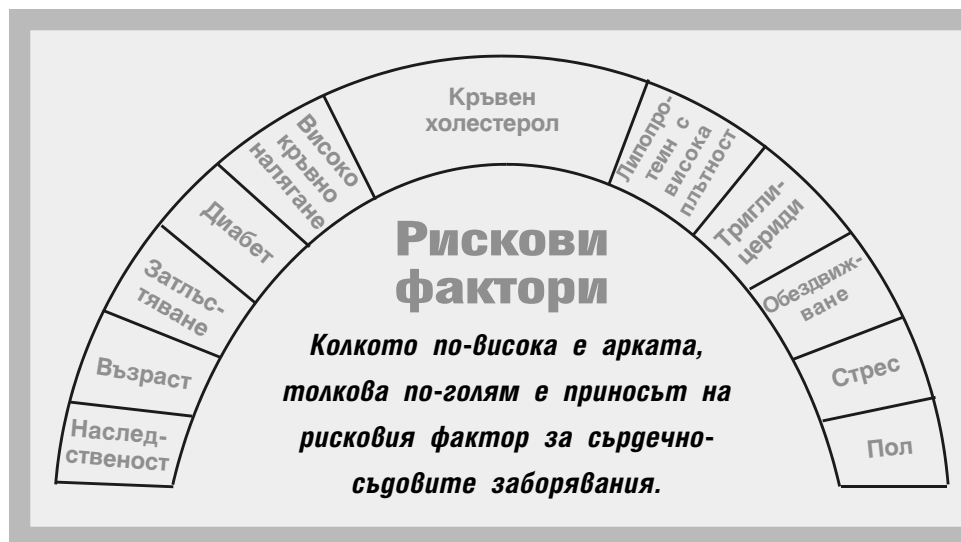 Наслед-
ственост
Възраст
Затлъс-
тяване
Диабет
Високо
кръвно
налягане
Кръвен
холестерол
Липопро-
теин с
висока
плътност
Тригли-
цериди
Обездвиж-
ване
Стрес
Пол
Рискови
фактори
Колкото по-висока е арката,
толкова по-голям е приносът на
рисковия фактор за сърдечно-
съдовите заборявания.